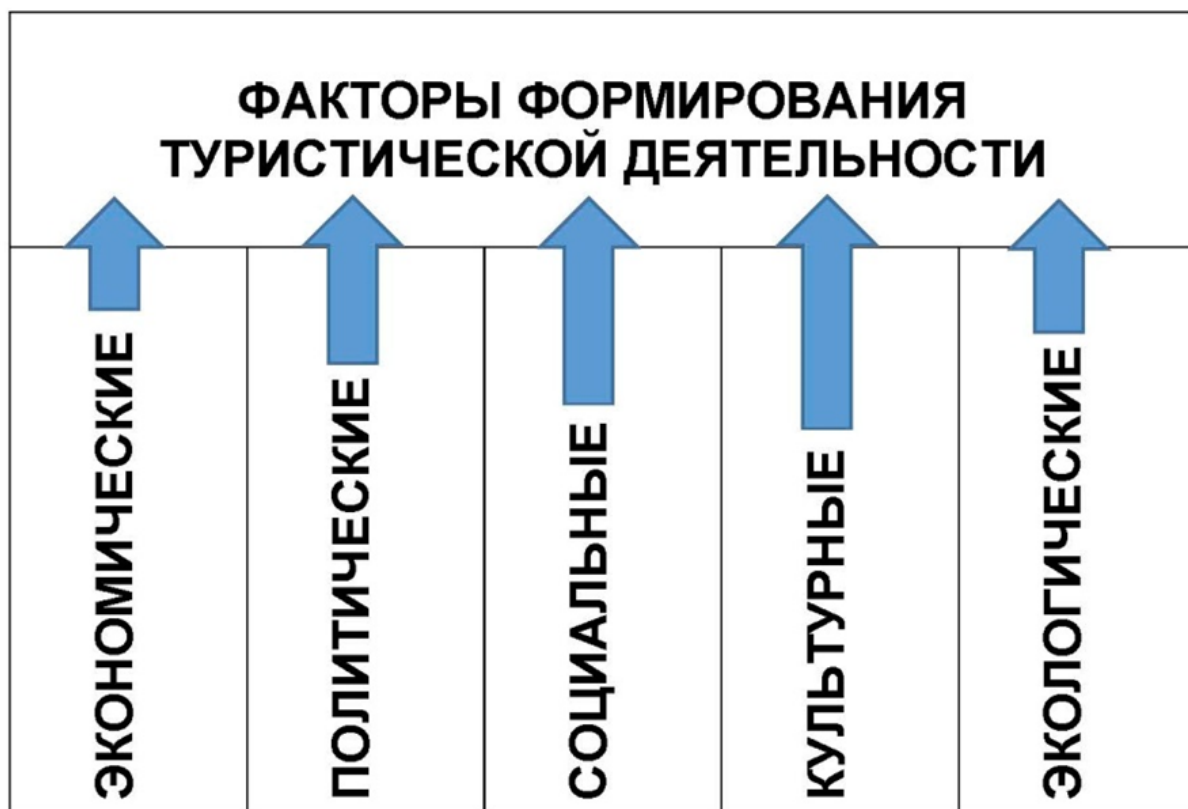 ФАКТОРЫ ФОРМИРОВАНИЯ
ТУРИСТИЧЕСКОЙ ДЕЯТЕЛЬНОСТИ
ЭКОНОМИЧЕСКИЕ
ПОЛИТИЧЕСКИЕ
СОЦИАЛЬНЫЕ
КУЛЬТУРНЫЕ
ЭКОЛОГИЧЕСКИЕ